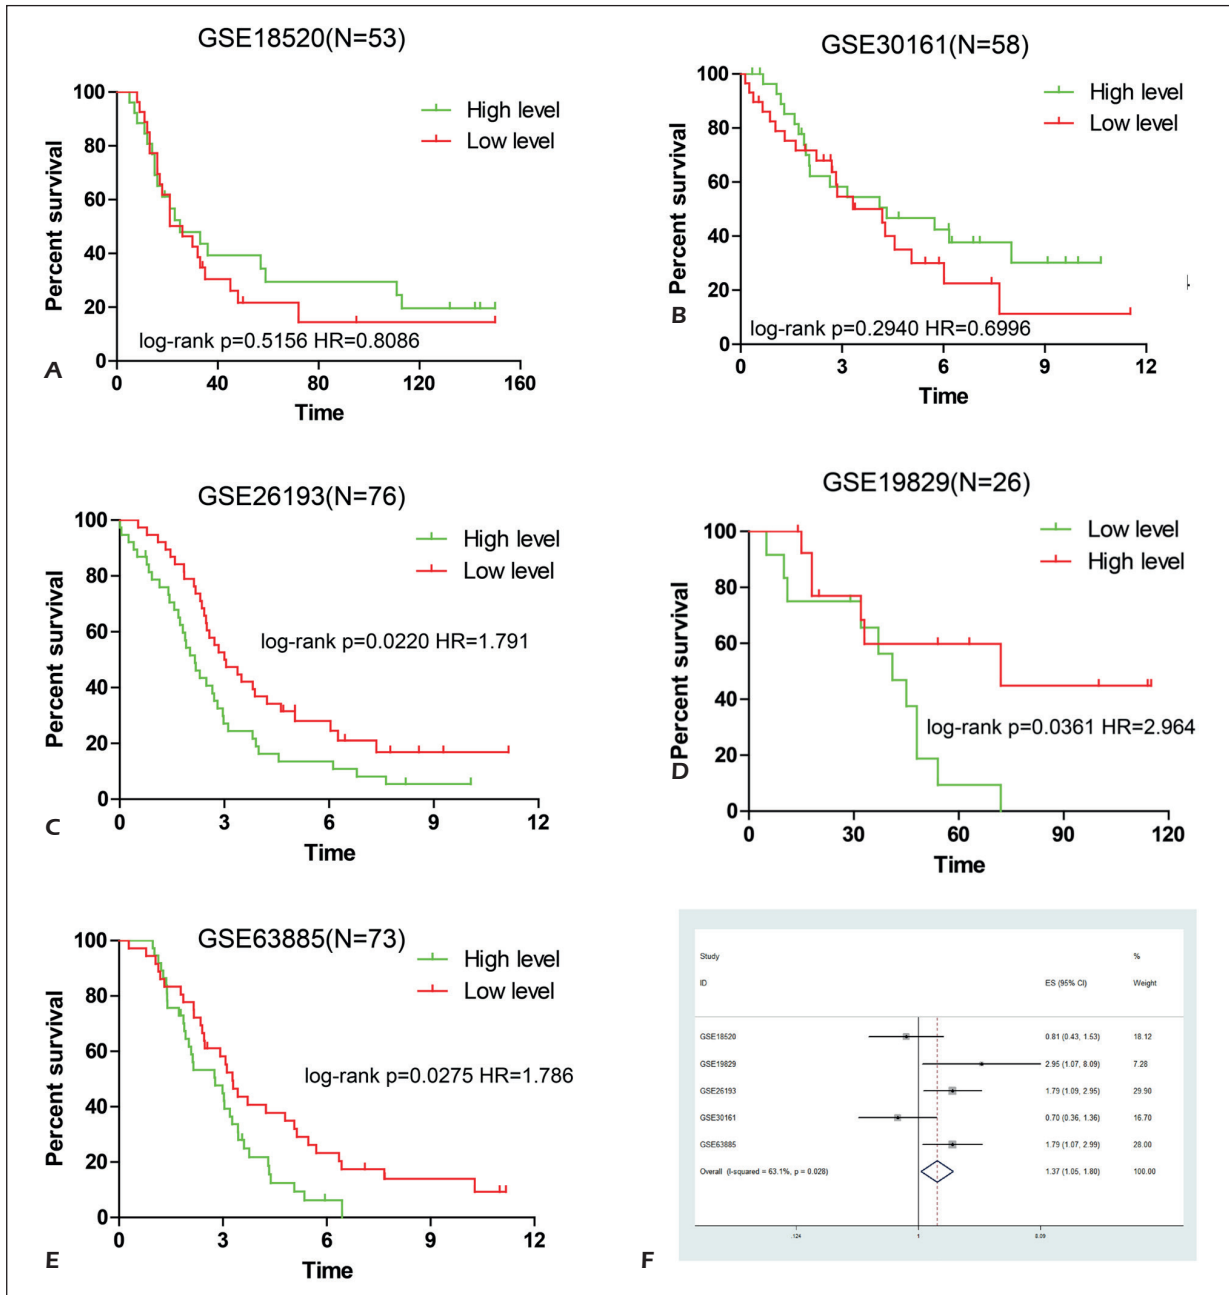 GSE18520(N=53)
100
80
60
40
20
0
Percent survival
High level
Low level
log-rank p=0.5156 HR=0.8086
0 40 80 120 160
Time
A
GSE30161(N=58)
100
80
60
40
20
0
Percent survival
High level
Low level
log-rank p=0.2940 HR=0.6996
0 3 6 9 12
Time
B
GSE26193(N=76)
100
80
60
40
20
0
Percent survival
High level
Low level
log-rank p=0.0220 HR=1.791
0 3 6 9 12
Time
C
GSE19829(N=26)
100
80
60
40
20
0
Percent survival
Low level
High level
log-rank p=0.0361 HR=2.964
0 30 60 90 120
Time
D
GSE63885(N=73)
100
80
60
40
20
0
Percent survival
High level
Low level
log-rank p=0.0275 HR=1.786
0 3 6 9 12
Time
E
Study %
ID ES (95% CI) Weight
GSE18520 0.81 (0.43, 1.53) 18.12
GSE19829 2.95 (1.07, 8.09) 7.28
GSE26193 1.79 (1.09, 2.95) 29.90
GSE30161 0.70 (0.36, 1.36) 16.70
GSE63885 1.79 (1.07, 2.99) 28.00
Overall (I-squared = 63.1%, p = 0.028) 1.37 (1.05, 1.80) 100.00
.124 1 8.09
F